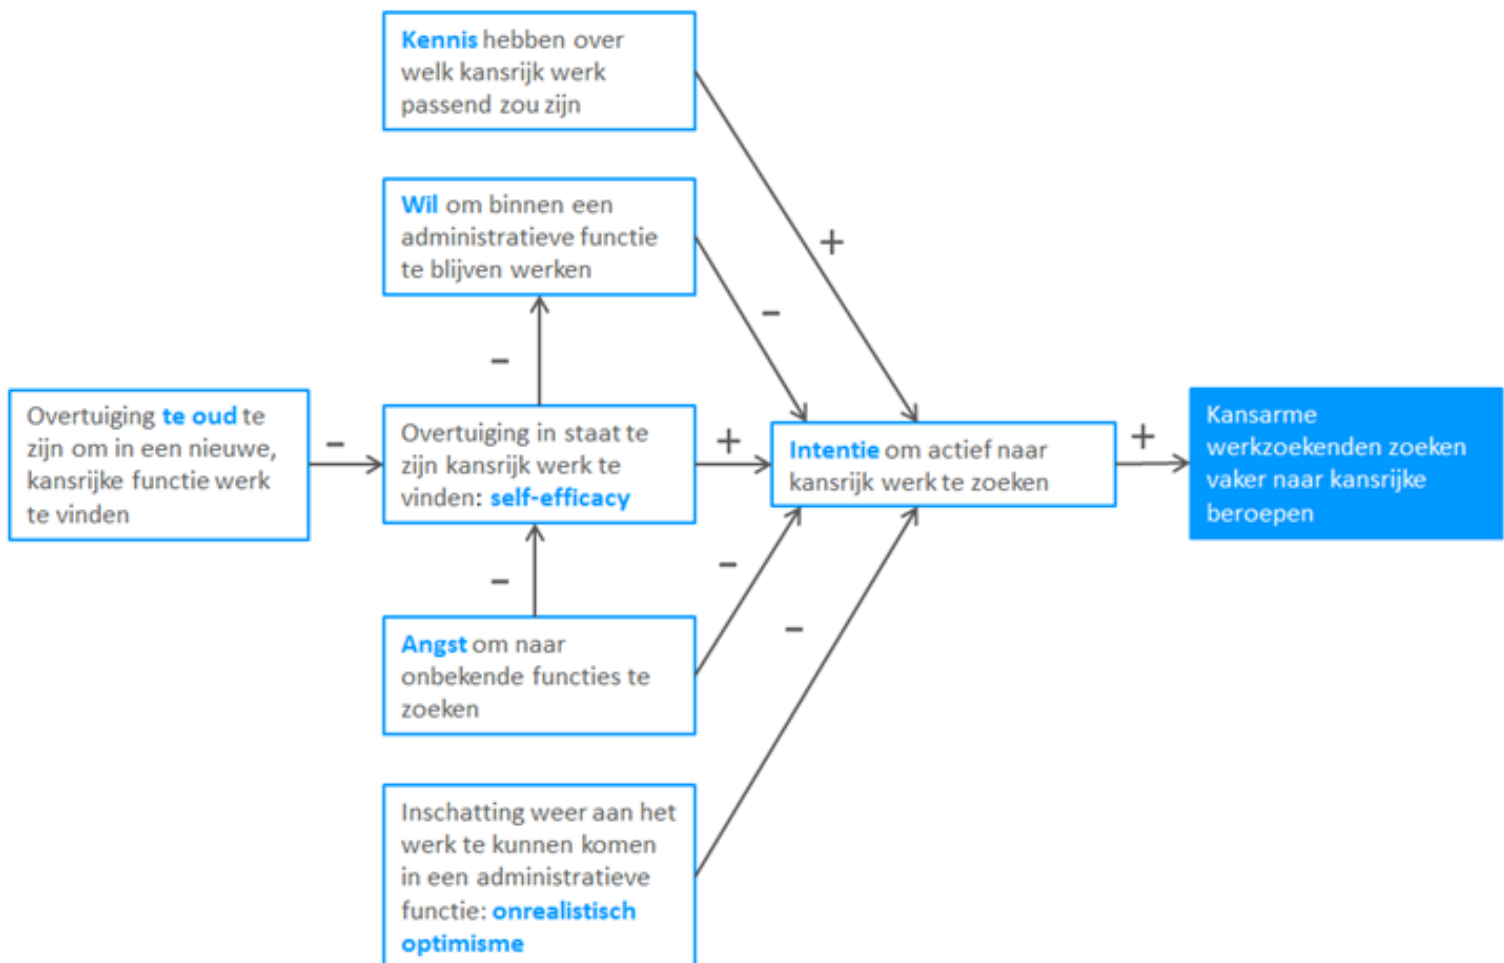 Kennis hebben over
welk kansrijk werk
passend zou zijn
+
Wil om binnen een
administratieve functie
te blijven werken
–
–
Overtuiging te oud te
zijn om in een nieuwe,
kansrijke functie werk
te vinden
–
Overtuiging in staat te
zijn kansrijk werk te
vinden: self-efficacy
+
Intentie om actief naar
kansrijk werk te zoeken
+
Kansarme
werkzoekenden zoeken
vaker naar kansrijke
beroepen
–
–
Angst om naar
onbekende functies te
zoeken
–
Inschatting weer aan het
werk te kunnen komen
in een administratieve
functie: onrealistisch
optimisme